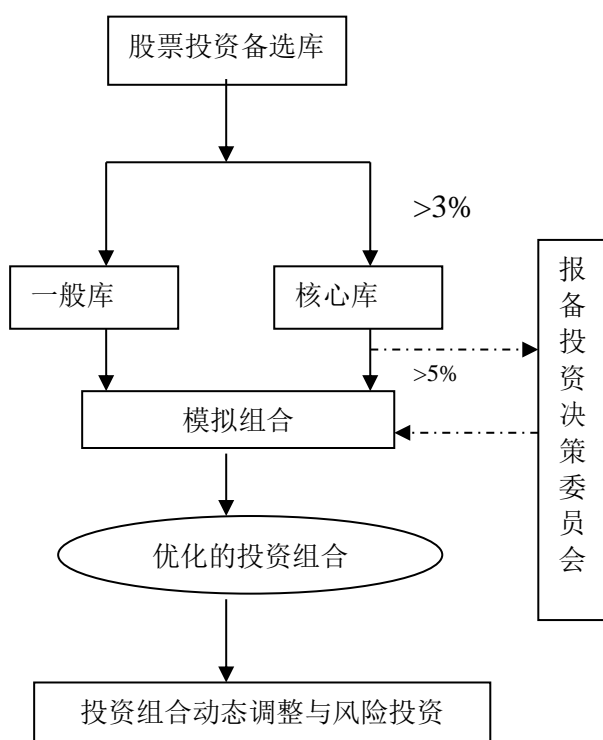 股票投资备选库
>3%
一般库
核心库
报备投资决策委员会
>5%
模拟组合
优化的投资组合
投资组合动态调整与风险投资